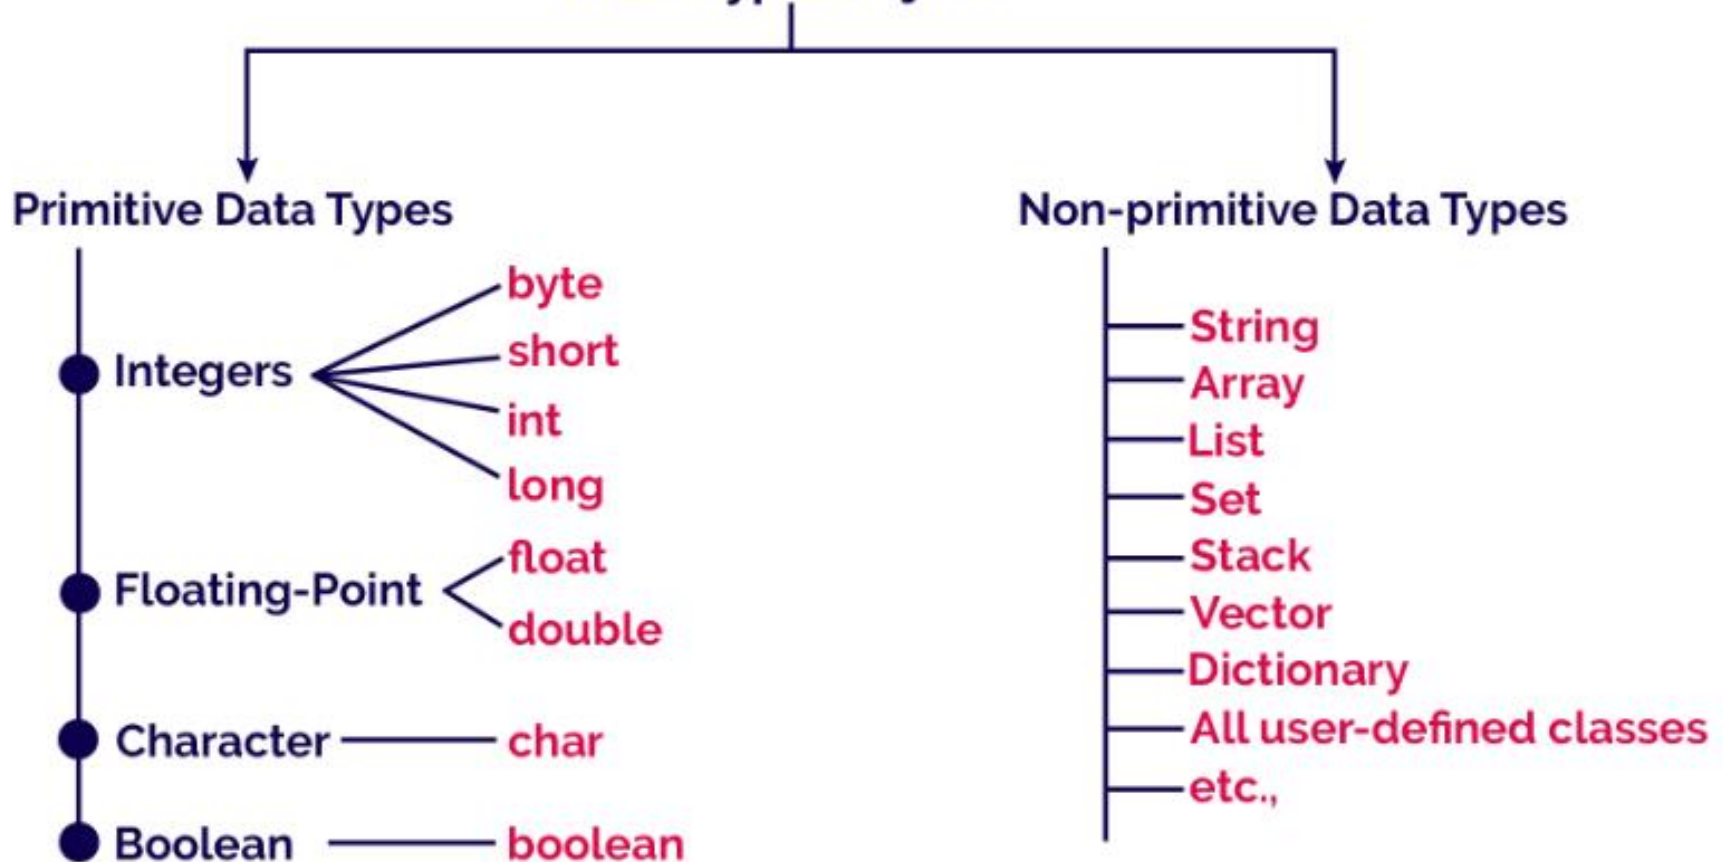 Primitive Data Types
Integers
byte
short
int
long
Floating-Point
float
double
Character
char
Boolean
boolean
Non-primitive Data Types
String
Array
List
Set
Stack
Vector
Dictionary
All user-defined classes
etc.,